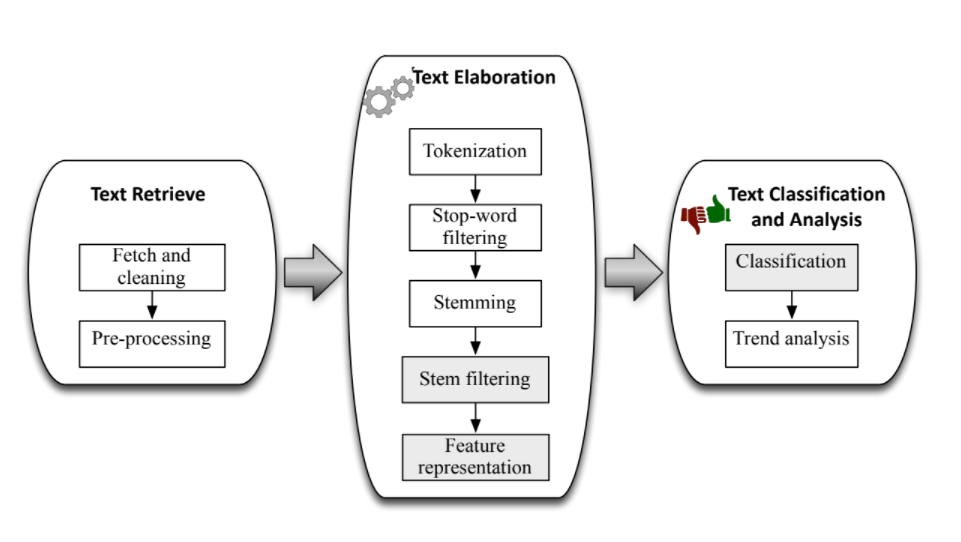 Text Retrieve
Fetch and
cleaning
Pre-processing
Text Elaboration
Tokenization
Stop-word
filtering
Stemming
Stem filtering
Feature
representation
Text Classification
and Analysis
Classification
Trend analysis